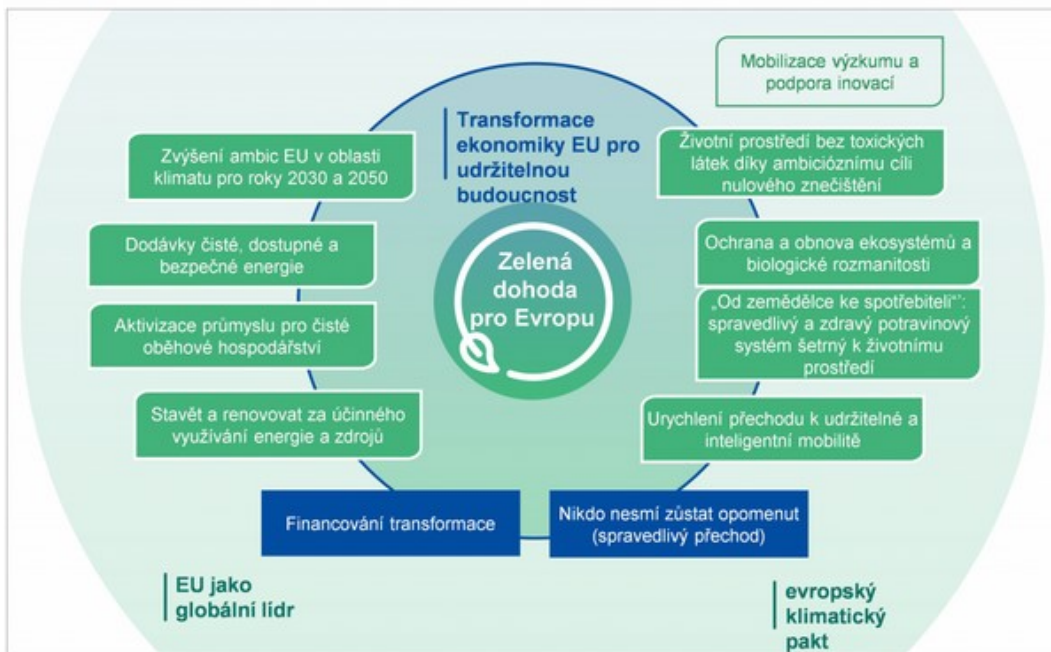 Mobilizace výzkumu a
podpora inovací
Transformace
ekonomiky EU pro
udržitelnou
budoucnost
Zvýšení ambic EU v oblasti
klimatu pro roky 2030 a 2050
Životní prostředí bez toxických
látek díky ambicióznímu cíli
nulového znečištění
Dodávky čisté, dostupné a
bezpečné energie
Zelená
dohoda
pro Evropu
Ochrana a obnova ekosystémů a
biologické rozmanitosti
Aktivizace průmyslu pro čisté
oběhové hospodářství
„Od zemědělce ke spotřebiteli“':
spravedlivý a zdravý potravinový
systém šetrný k životnímu
prostředí
Stavět a renovovat za účinného
využívání energie a zdrojů
Urychlení přechodu k udržitelné a
inteligentní mobilitě
Financování transformace
Nikdo nesmí zůstat opomenut
(spravedlivý přechod)
EU jako
globální lídr
evropský
klimatický
pakt